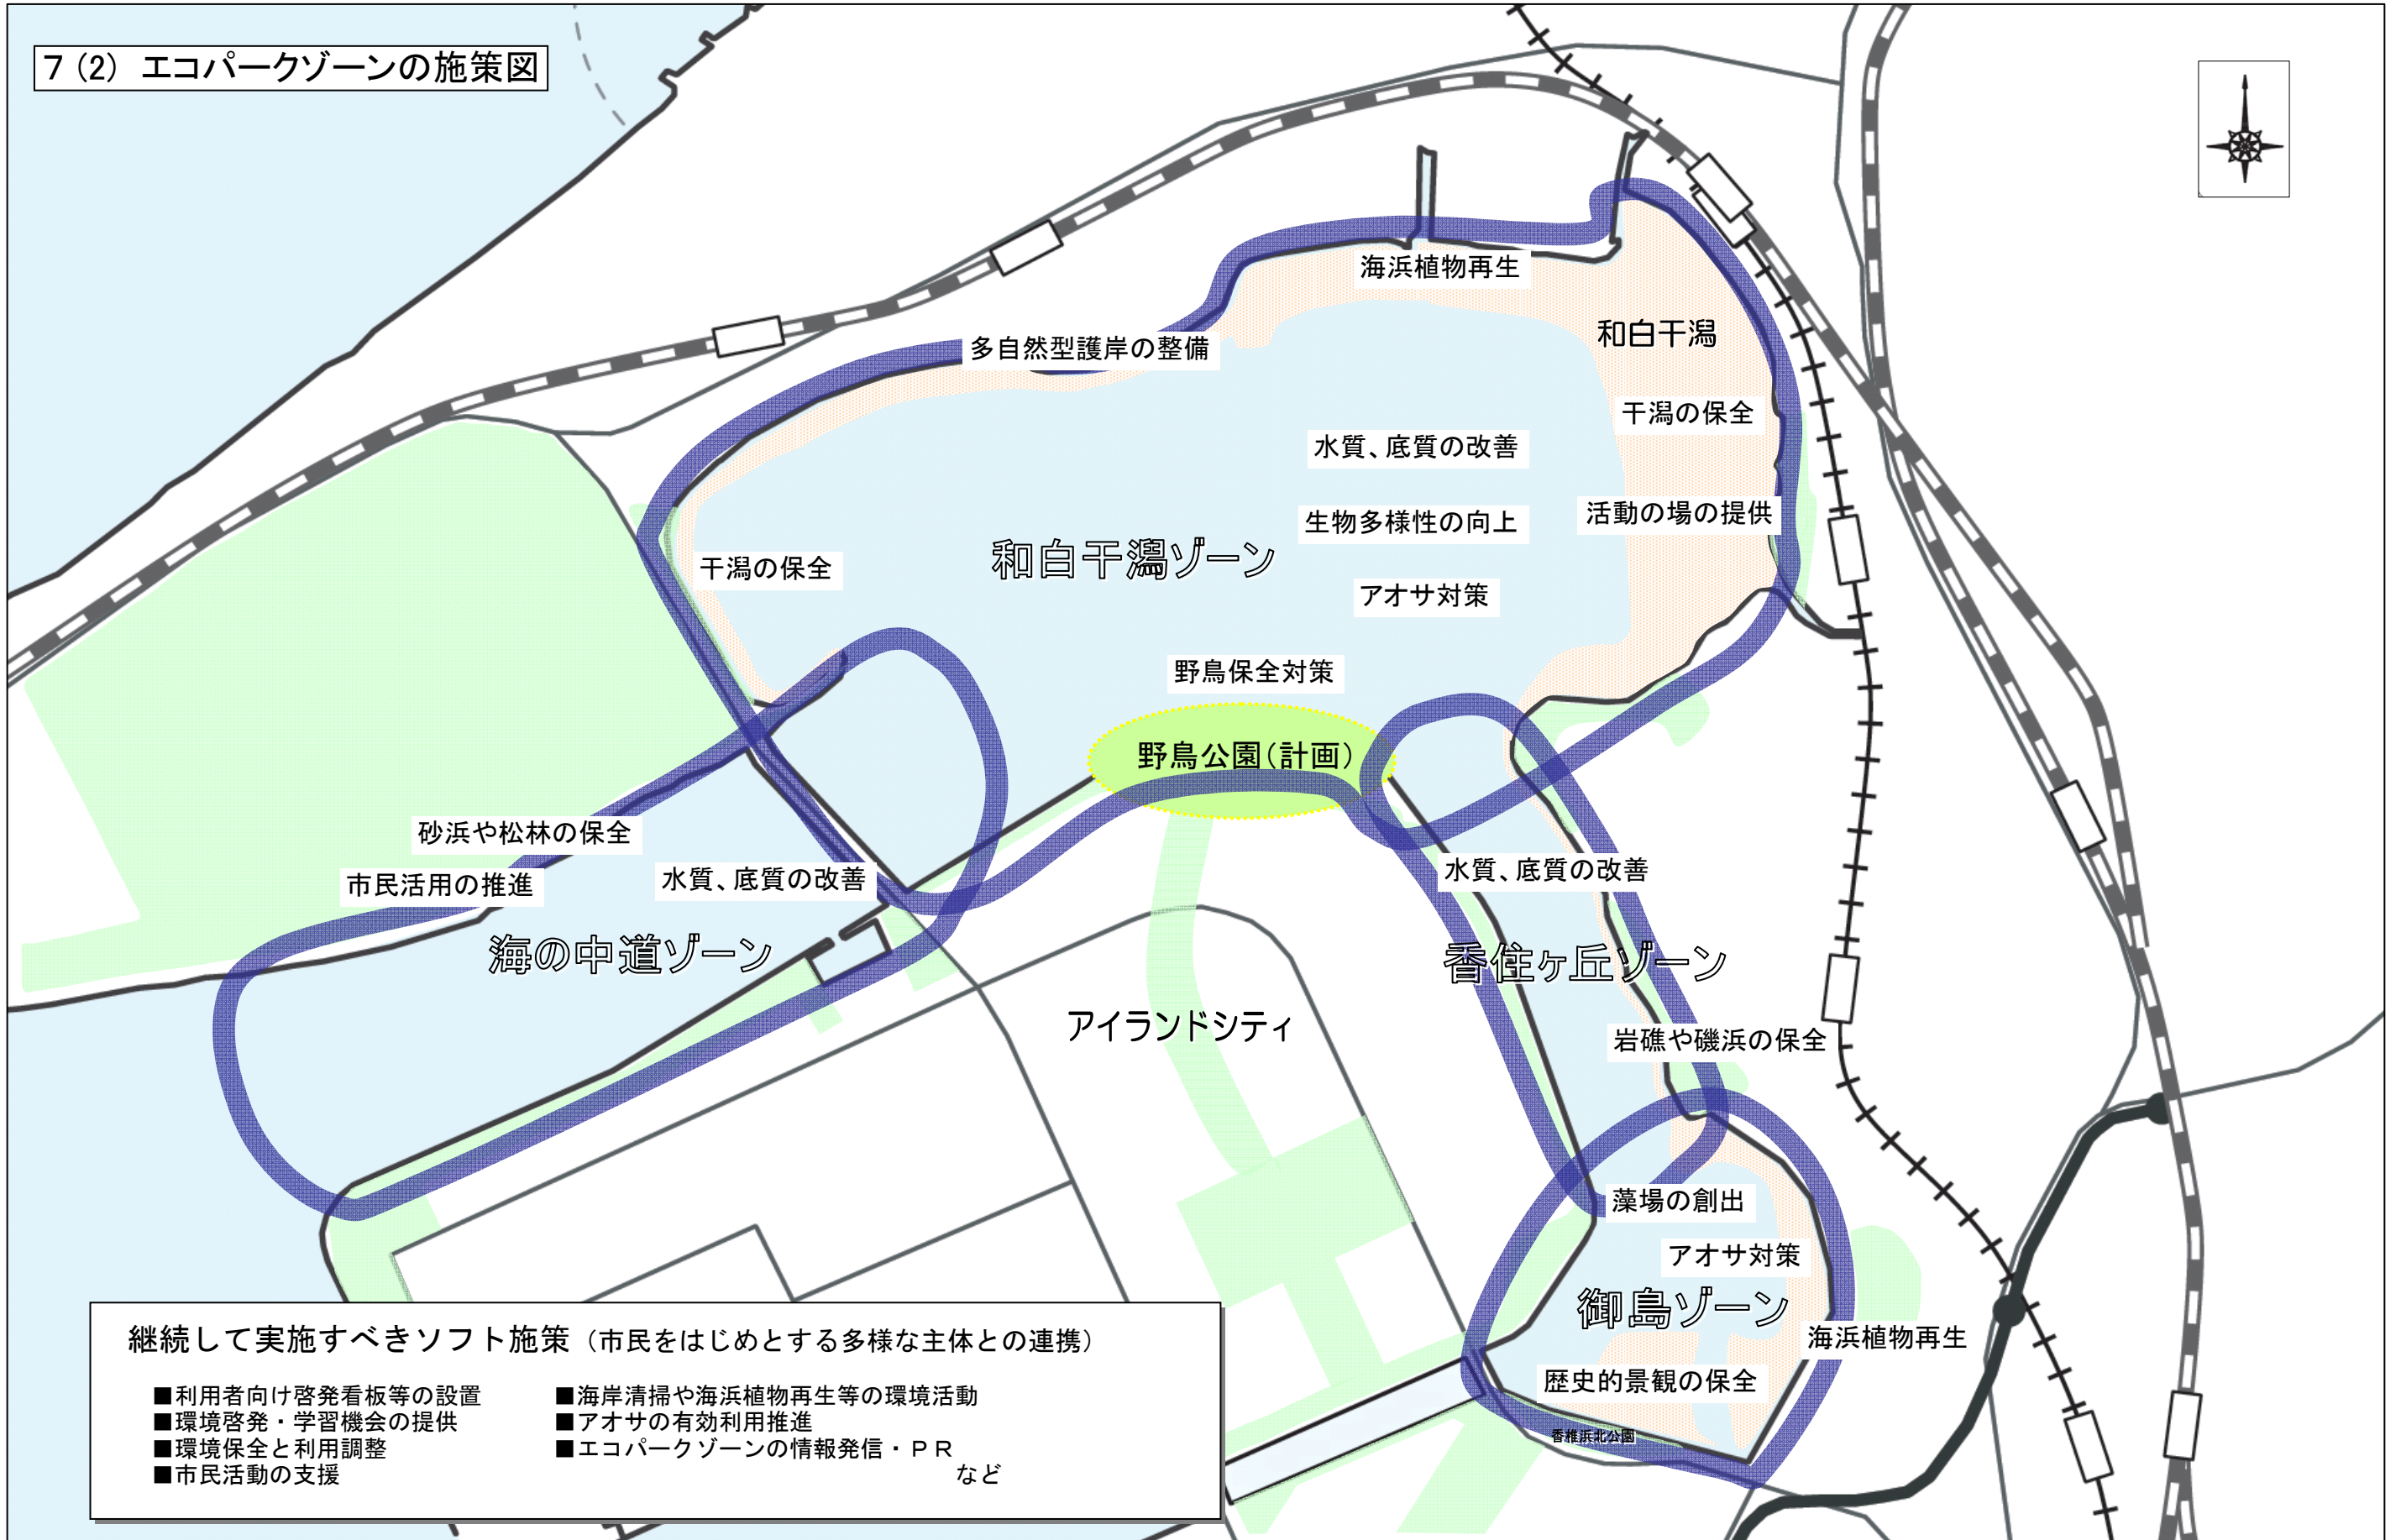 7（2） エコパークゾーンの施策図
海浜植物再生
和白干潟
多自然型護岸の整備
干潟の保全
水質、底質の改善
活動の場の提供
生物多様性の向上
和白干潟ゾーン
干潟の保全
アオサ対策
野鳥保全対策
野鳥公園（計画）
砂浜や松林の保全
市民活用の推進
水質、底質の改善
水質、底質の改善
海の中道ゾーン
香住ヶ丘ゾーン
アイランドシティ
岩礁や磯浜の保全
藻場の創出
アオサ対策
御島ゾーン
海浜植物再生
歴史的景観の保全
香椎浜北公園
継続して実施すべきソフト施策（市民をはじめとする多様な主体との連携）
■利用者向け啓発看板等の設置
■環境啓発・学習機会の提供
■環境保全と利用調整
■市民活動の支援
■海岸清掃や海浜植物再生等の環境活動
■アオサの有効利用推進
■エコパークゾーンの情報発信・ＰＲ
など